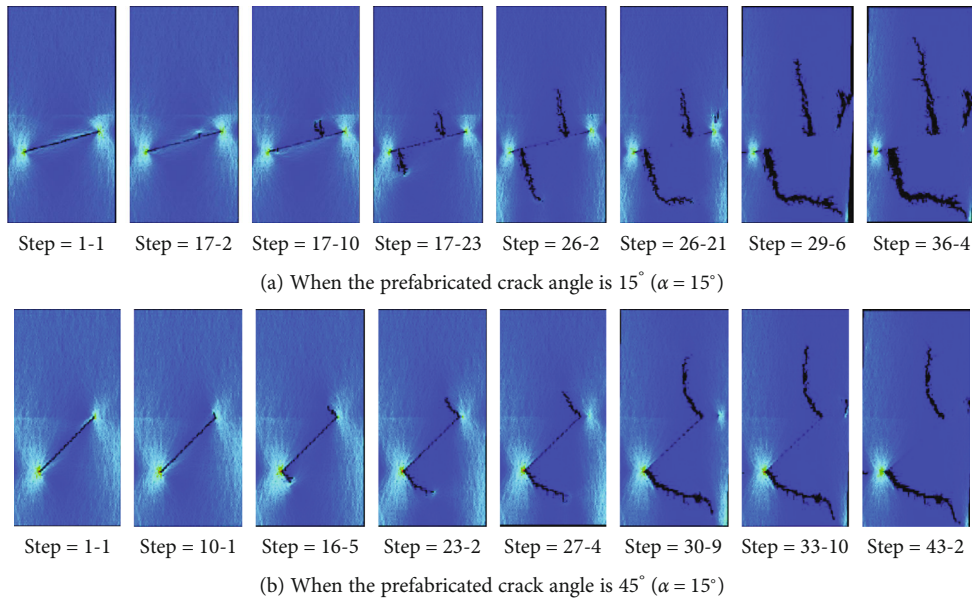 Step = 1-1 Step = 17-2 Step = 17-10 Step = 17-23 Step = 26-2 Step = 26-21 Step = 29-6 Step = 36-4
(a) When the prefabricated crack angle is 15° (α = 15°)
Step = 1-1 Step = 10-1 Step = 16-5 Step = 23-2 Step = 27-4 Step = 30-9 Step = 33-10 Step = 43-2
(b) When the prefabricated crack angle is 45° (α = 15°)